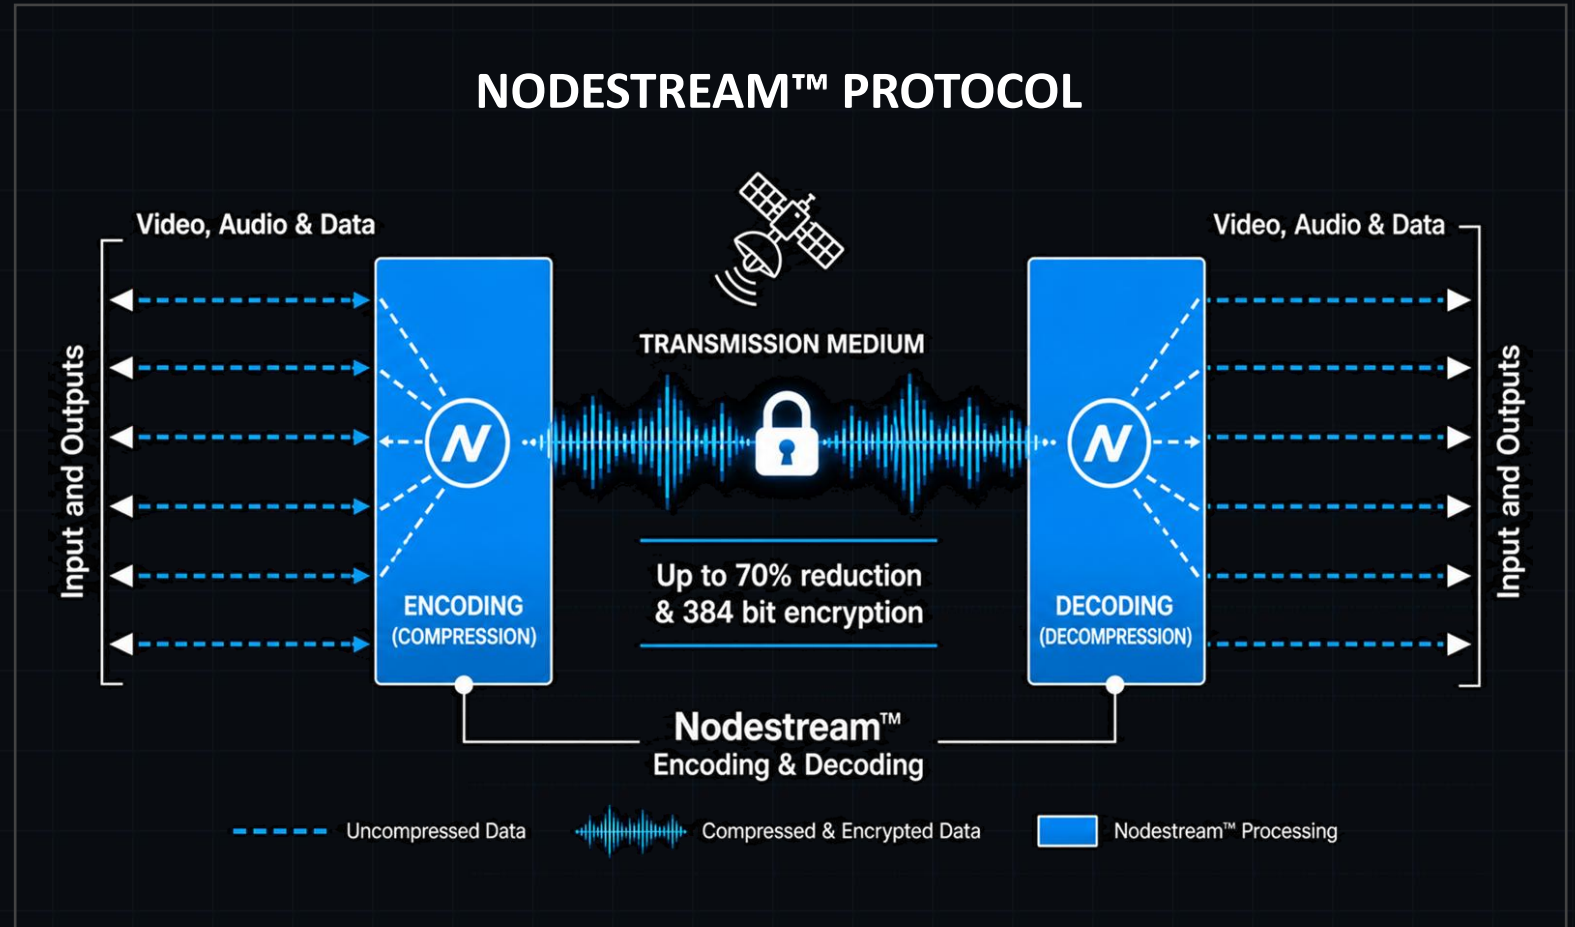 NODESTREAM™ PROTOCOL
Video, Audio & Data
Video, Audio & Data
Input and Outputs
TRANSMISSION MEDIUM
Input and Outputs
N
N
Up to 70% reduction
& 384 bit encryption
ENCODING
(COMPRESSION)
DECODING
(DECOMPRESSION)
Nodestream™
Encoding & Decoding
Uncompressed Data
Compressed & Encrypted Data
Nodestream™ Processing